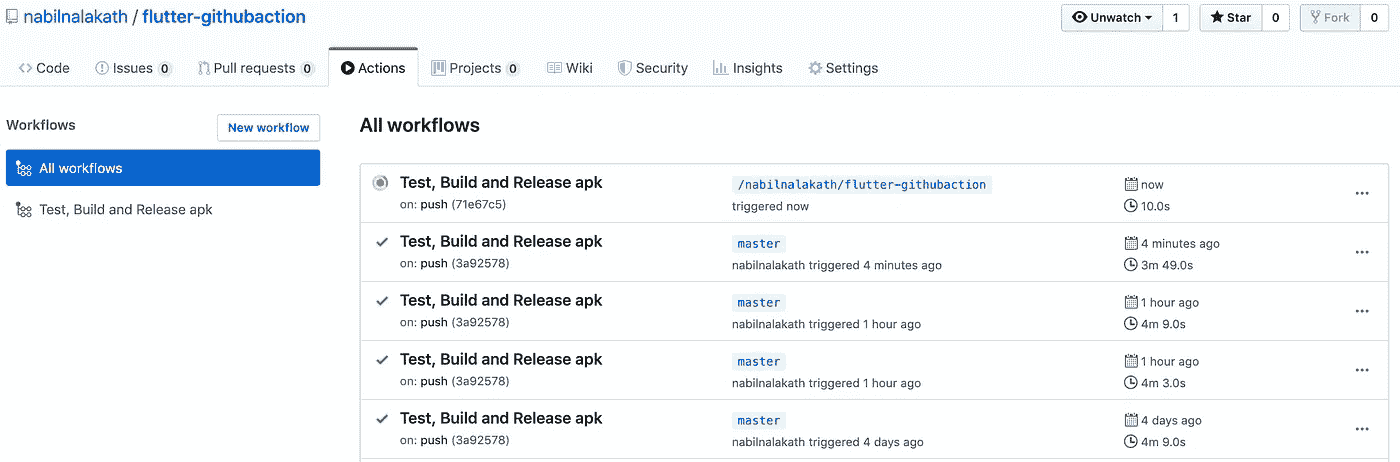 nabilnalakath / flutter-githubaction
Unwatch 1 Star 0 Fork 0
Code Issues 0 Pull requests 0 Actions Projects 0 Wiki Security Insights Settings
Workflows
New workflow
All workflows
Test, Build and Release apk
All workflows
Test, Build and Release apk /nabilnalakath/flutter-githubaction now
on: push (71e67c5) triggered now 10.0s
Test, Build and Release apk master 4 minutes ago
on: push (3a92578) nabilnalakath triggered 4 minutes ago 3m 49.0s
Test, Build and Release apk master 1 hour ago
on: push (3a92578) nabilnalakath triggered 1 hour ago 4m 9.0s
Test, Build and Release apk master 1 hour ago
on: push (3a92578) nabilnalakath triggered 1 hour ago 4m 3.0s
Test, Build and Release apk master 4 days ago
on: push (3a92578) nabilnalakath triggered 4 days ago 4m 9.0s